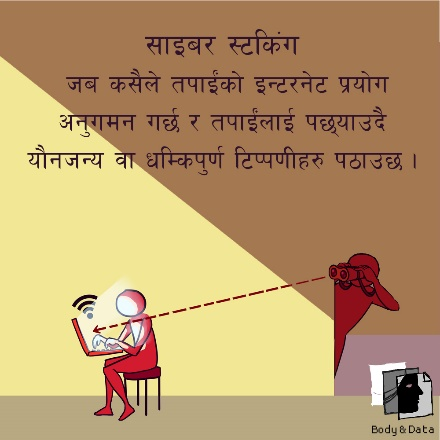 साइबर स्टकिंग
जब कसैले तपाईंको इन्टरनेट प्रयोग
अनुगमन गर्छ र तपाईंलाई पछ्याउदै
यौनजन्य वा धम्किपुर्ण टिप्पणीहरु पठाउछ ।
Body & Data